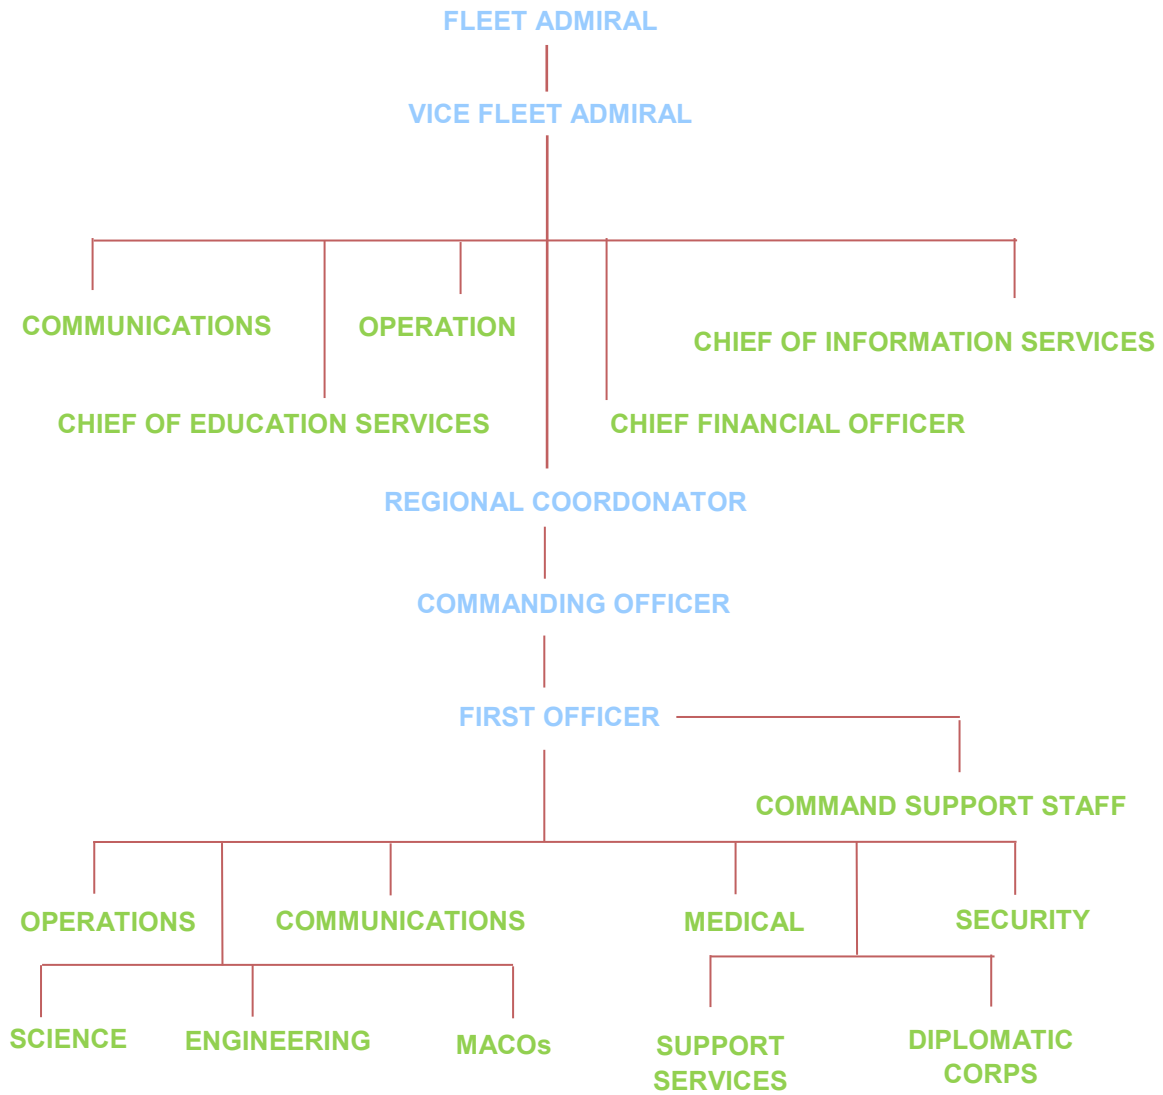 FLEET ADMIRAL
VICE FLEET ADMIRAL
COMMUNICATIONS
OPERATION
CHIEF OF INFORMATION SERVICES
CHIEF OF EDUCATION SERVICES
CHIEF FINANCIAL OFFICER
REGIONAL COORDONATOR
COMMANDING OFFICER
FIRST OFFICER
COMMAND SUPPORT STAFF
OPERATIONS
COMMUNICATIONS
MEDICAL
SECURITY
SCIENCE
ENGINEERING
MACOs
SUPPORT
SERVICES
DIPLOMATIC
CORPS